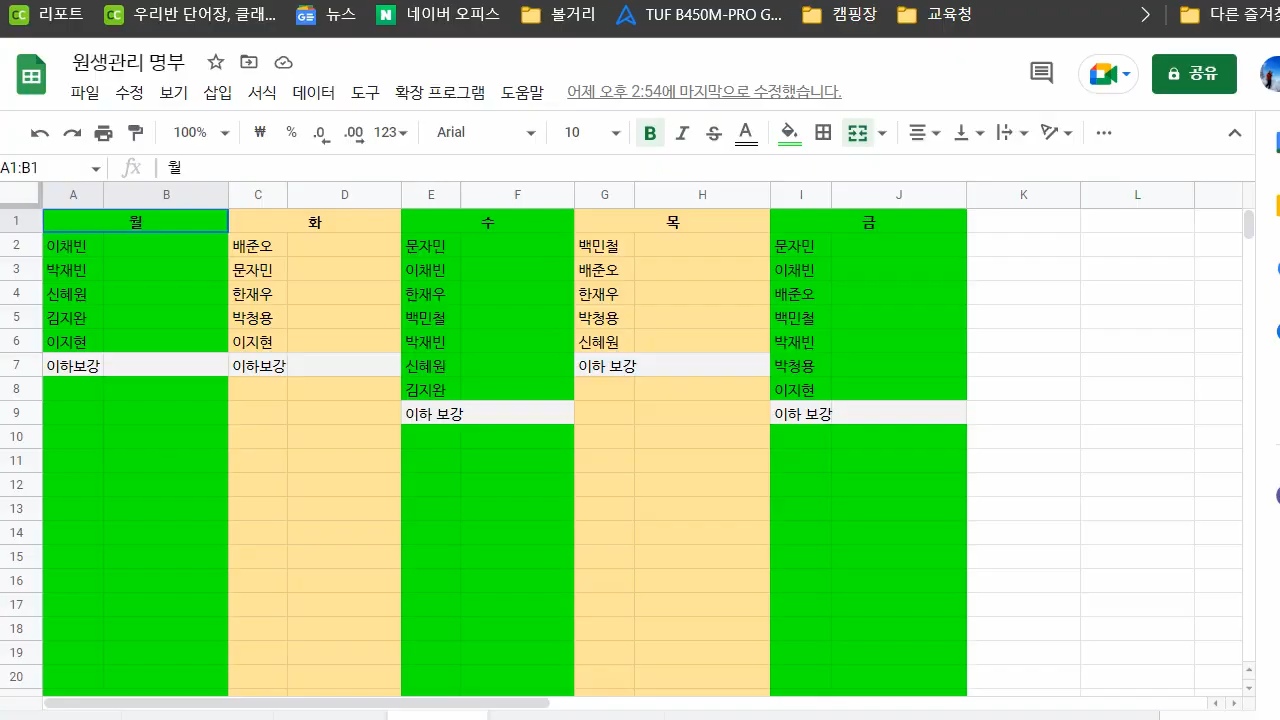 리포트 우리반 단어장, 클래... 뉴스 네이버 오피스 볼거리 TUF B450M-PRO G... 캠핑장 교육청 다른 즐겨찾
원생관리 명부
파일 수정 보기 삽입 서식 데이터 도구 확장 프로그램 도움말 어제 오후 2:54에 마지막으로 수정했습니다.
공유
100% ₩ % .0 .00 123 Arial 10 B I S A
A1:B1 fx 월
A B C D E F G H I J K L
1 월 화 수 목 금
2 이채빈 배준오 문자민 백민철 문자민
3 박재빈 문자민 이채빈 배준오 이채빈
4 신혜원 한재우 한재우 한재우 배준오
5 김지완 박청용 백민철 박청용 백민철
6 이지현 이지현 박재빈 신혜원 박재빈
7 이하보강 이하보강 신혜원 이하 보강 박청용
8 김지완 이지현
9 이하 보강 이하 보강
10
11
12
13
14
15
16
17
18
19
20